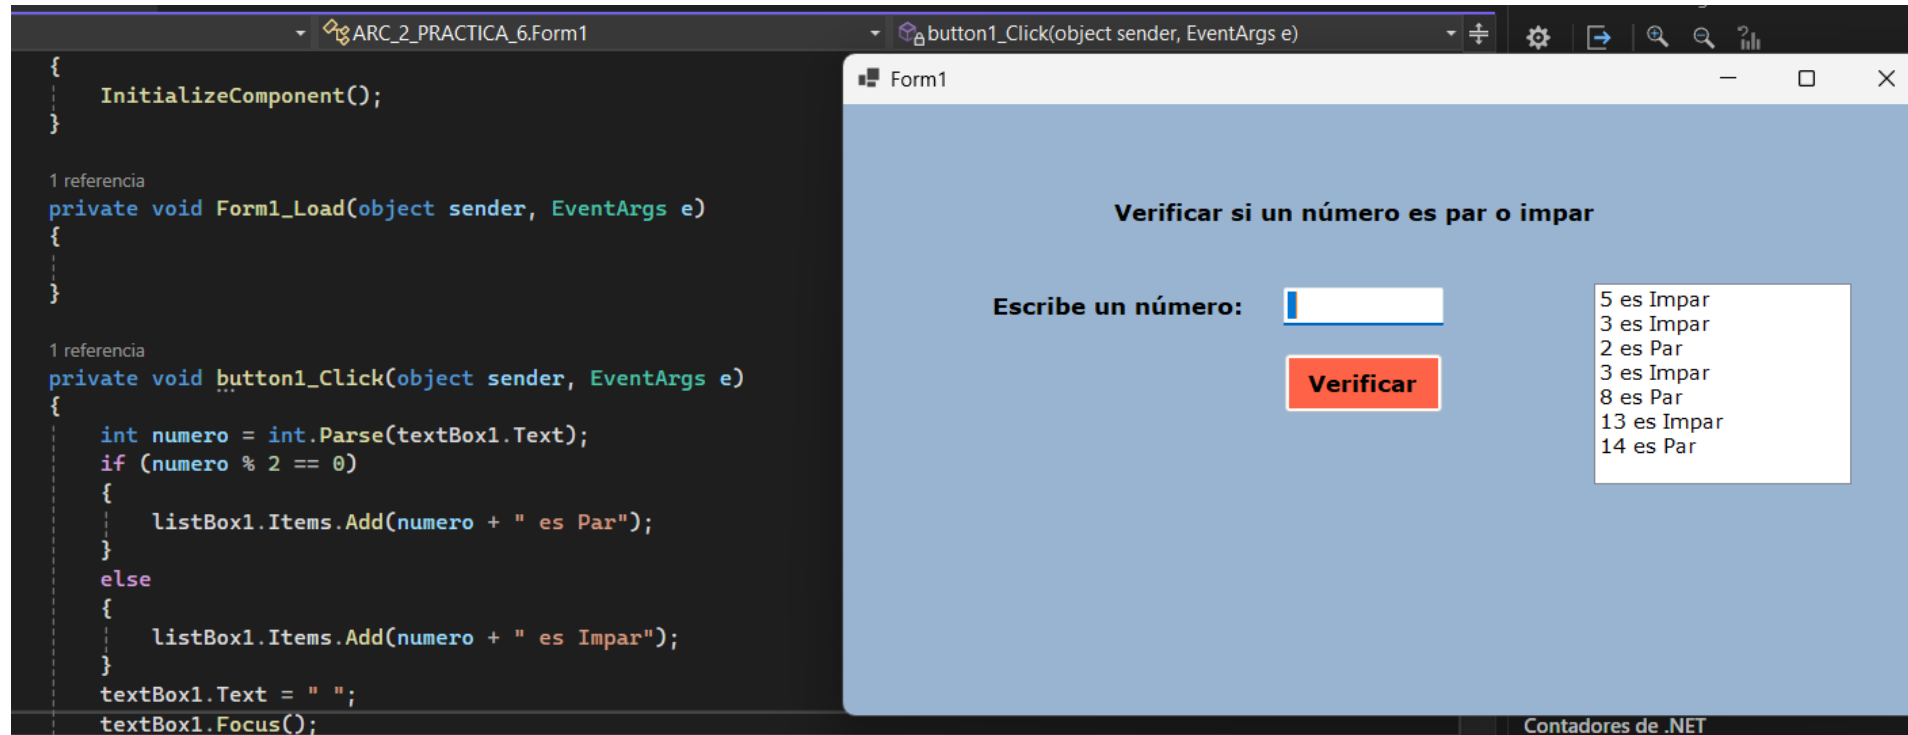 ARC_2_PRACTICA_6.Form1
button1_Click(object sender, EventArgs e)
{
InitializeComponent();
}
1 referencia
private void Form1_Load(object sender, EventArgs e)
{
}
1 referencia
private void button1_Click(object sender, EventArgs e)
{
int numero = int.Parse(textBox1.Text);
if (numero % 2 == 0)
{
listBox1.Items.Add(numero + " es Par");
}
else
{
listBox1.Items.Add(numero + " es Impar");
}
textBox1.Text = " ";
textBox1.Focus();
Form1
Verificar si un número es par o impar
Escribe un número:
Verificar
5 es Impar
3 es Impar
2 es Par
3 es Impar
8 es Par
13 es Impar
14 es Par
Contadores de .NET